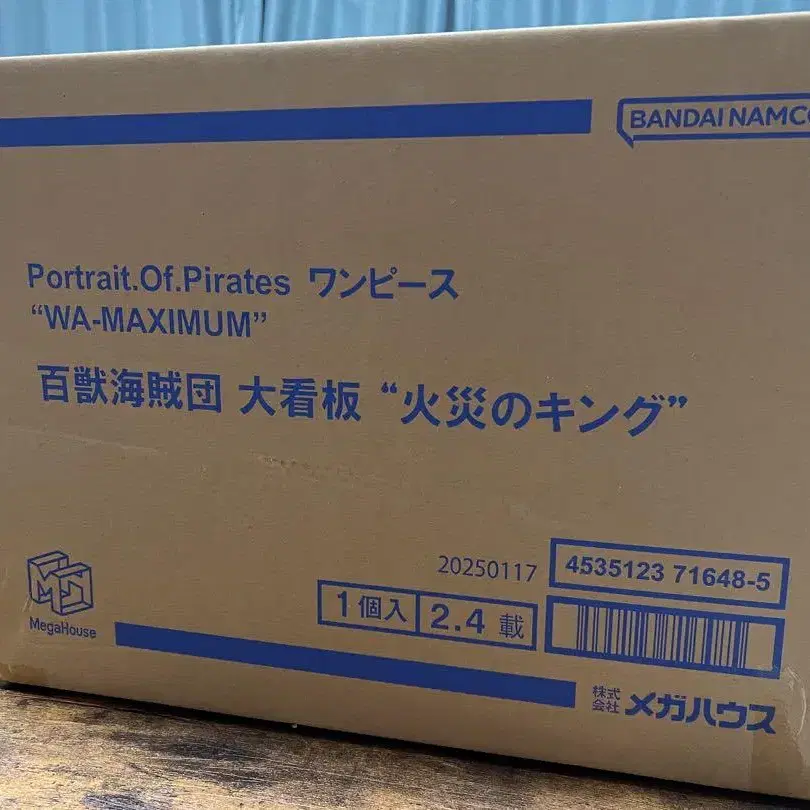 BANDAI NAMCO
Portrait.Of.Pirates ワンピース
“WA-MAXIMUM”
百獣海賊団 大看板 “火災のキング”
20250117
4535123 71648-5
1個入 2.4 載
MegaHouse
株式会社 メガハウス